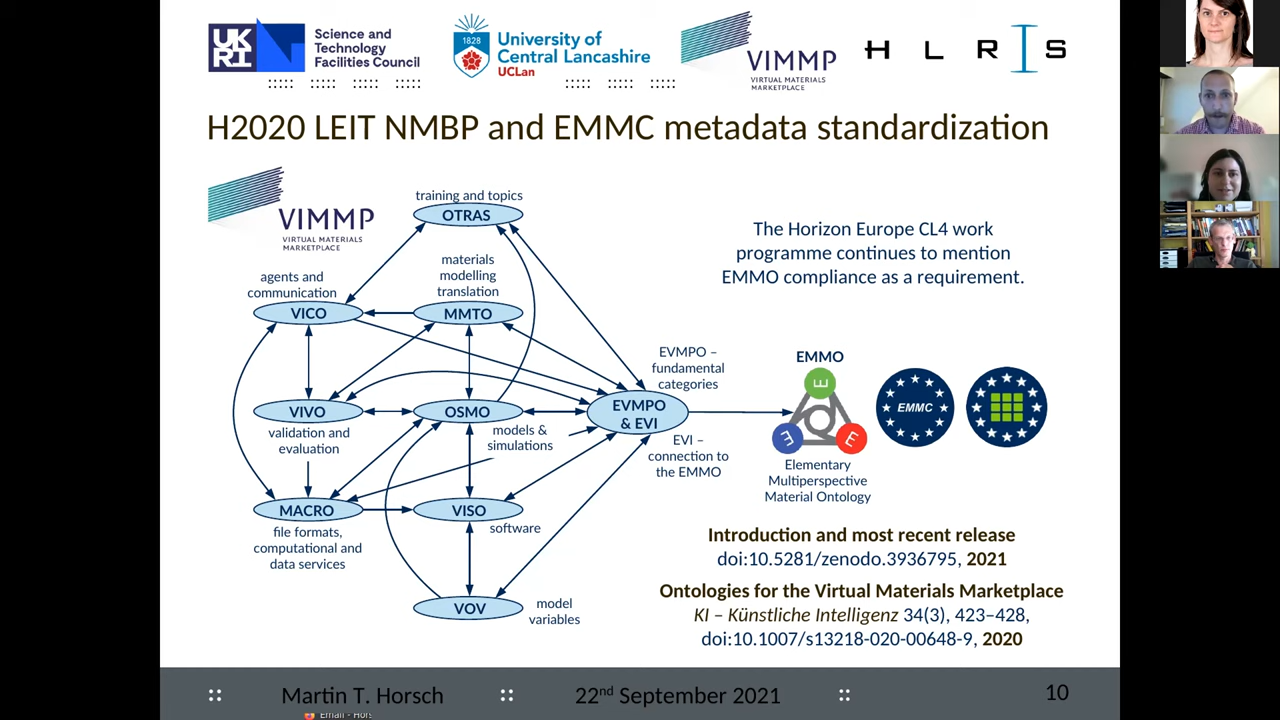 UK
RI
Science and
Technology
Facilities Council
1828
University of
Central Lancashire
UCLan
VIMMP
VIRTUAL MATERIALS
MARKETPLACE
H L R I S
H2020 LEIT NMBP and EMMC metadata standardization
VIMMP
VIRTUAL MATERIALS
MARKETPLACE
training and topics
OTRAS
agents and
communication
VICO
materials
modelling
translation
MMTO
The Horizon Europe CL4 work
programme continues to mention
EMMO compliance as a requirement.
VIVO
validation and
evaluation
OSMO
models &
simulations
EVMPO –
fundamental
categories
EVMPO
& EVI
EVI –
connection to
the EMMO
EMMO
E
E
E
Elementary
Multiperspective
Material Ontology
EMMC
MACRO
file formats,
computational and
data services
VISO
software
VOV
model
variables
Introduction and most recent release
doi:10.5281/zenodo.3936795, 2021
Ontologies for the Virtual Materials Marketplace
KI – Künstliche Intelligenz 34(3), 423–428,
doi:10.1007/s13218-020-00648-9, 2020
Martin T. Horsch
22nd September 2021
10